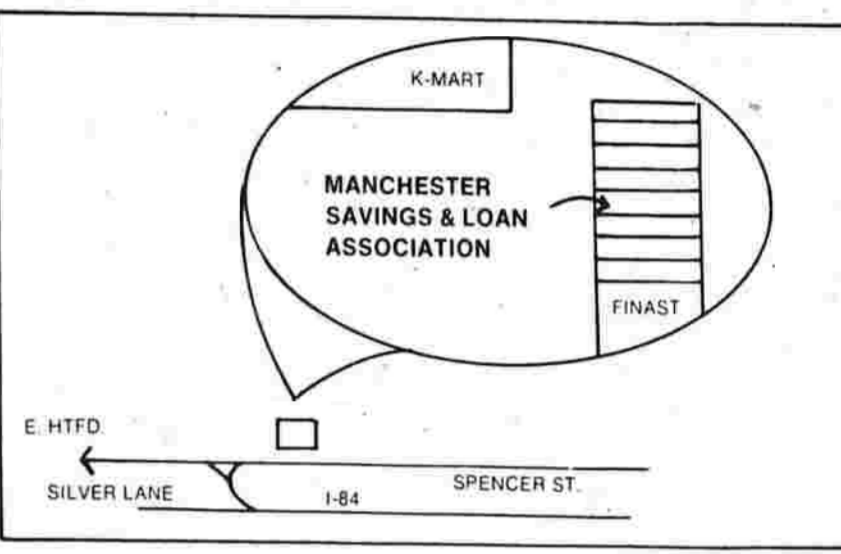 K-MART
MANCHESTER
SAVINGS & LOAN
ASSOCIATION
FINAST
E. HTFD.
SILVER LANE
I-84
SPENCER ST.